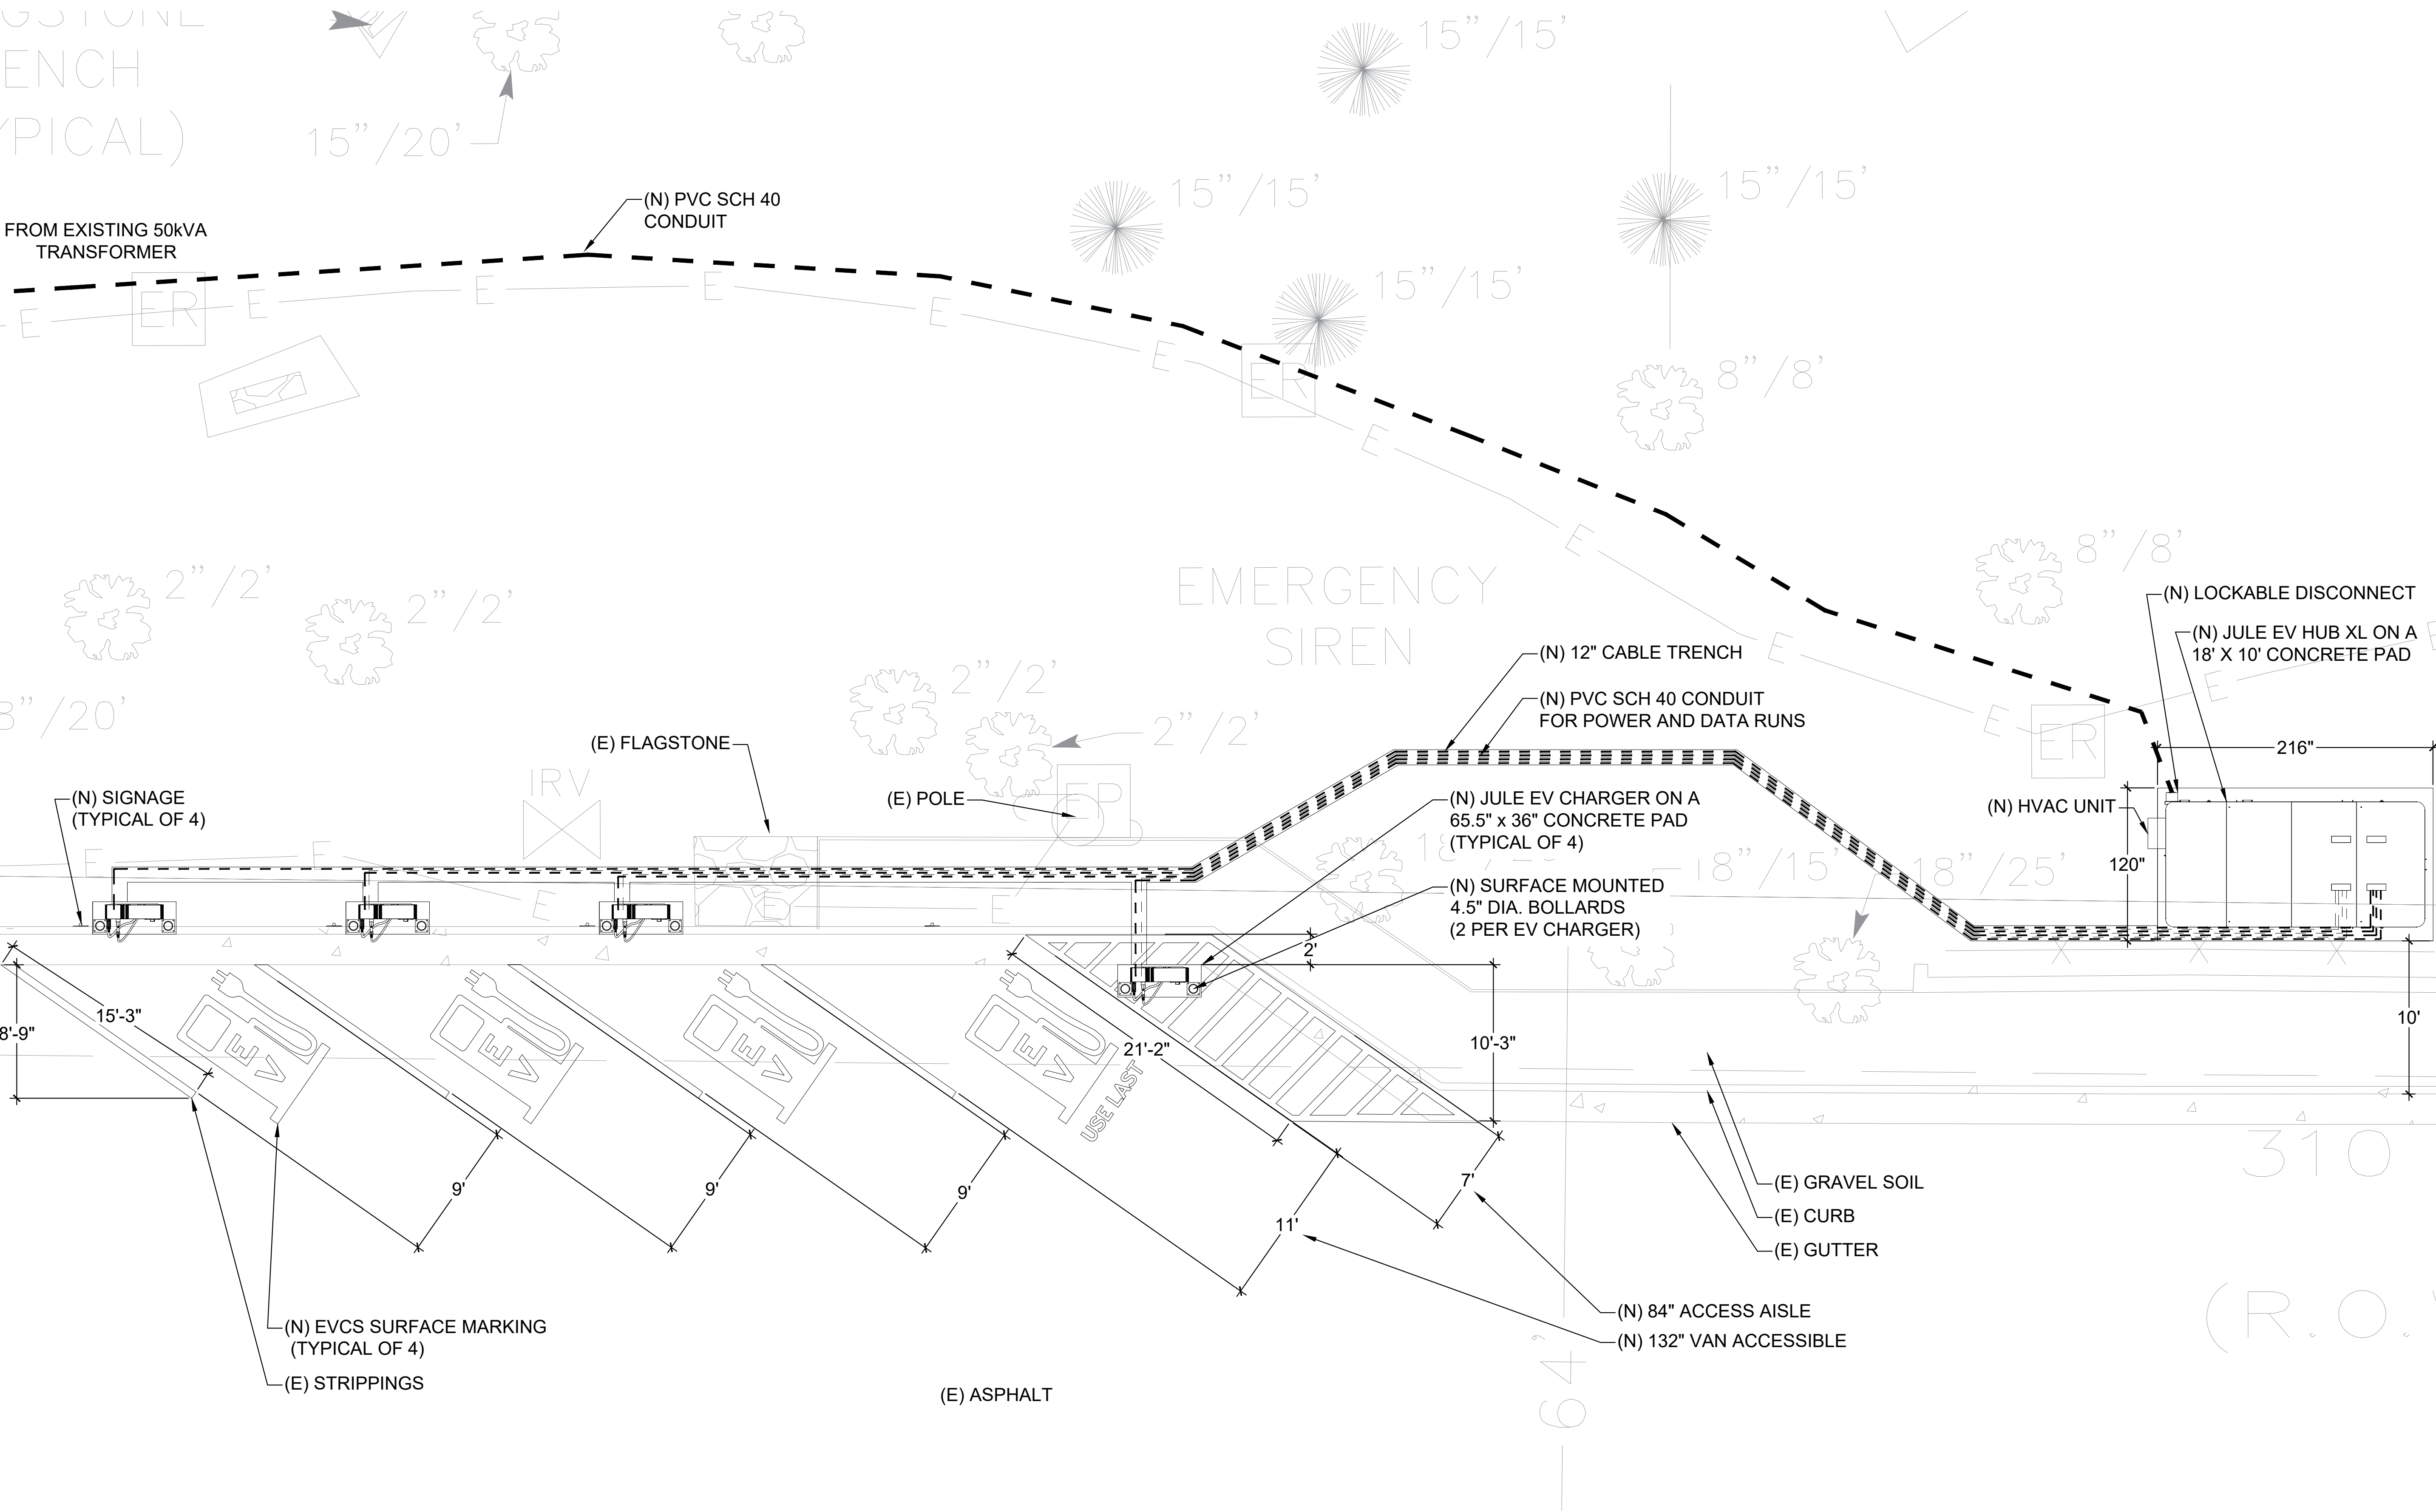 GSTONE
ENCH
YPICAL)
15"/20'
15"/15'
15"/15'
15"/15'
15"/15'
8"/8'
FROM EXISTING 50kVA
TRANSFORMER
(N) PVC SCH 40
CONDUIT
E
ER
E
E
E
E
E
ER
E
E
E
E
ER
E
8"/8'
2"/2'
2"/2'
2"/2'
2"/2'
8"/20'
EMERGENCY
SIREN
(N) LOCKABLE DISCONNECT
(N) JULE EV HUB XL ON A
18' X 10' CONCRETE PAD
(N) 12" CABLE TRENCH
(N) PVC SCH 40 CONDUIT
FOR POWER AND DATA RUNS
(E) FLAGSTONE
IRV
(E) POLE
EP
216"
(N) HVAC UNIT
120"
(N) SIGNAGE
(TYPICAL OF 4)
(N) JULE EV CHARGER ON A
65.5" x 36" CONCRETE PAD
(TYPICAL OF 4)
18"/15'
18"/25'
(N) SURFACE MOUNTED
4.5" DIA. BOLLARDS
(2 PER EV CHARGER)
E
E
E
E
E
2'
15'-3"
8'-9"
EV
EV
EV
EV
USE LAST
21'-2"
10'-3"
10'
9'
9'
9'
11'
7'
310
(E) GRAVEL SOIL
(E) CURB
(E) GUTTER
(N) 84" ACCESS AISLE
(N) 132" VAN ACCESSIBLE
(R.O.
64'
(N) EVCS SURFACE MARKING
(TYPICAL OF 4)
(E) STRIPPINGS
(E) ASPHALT